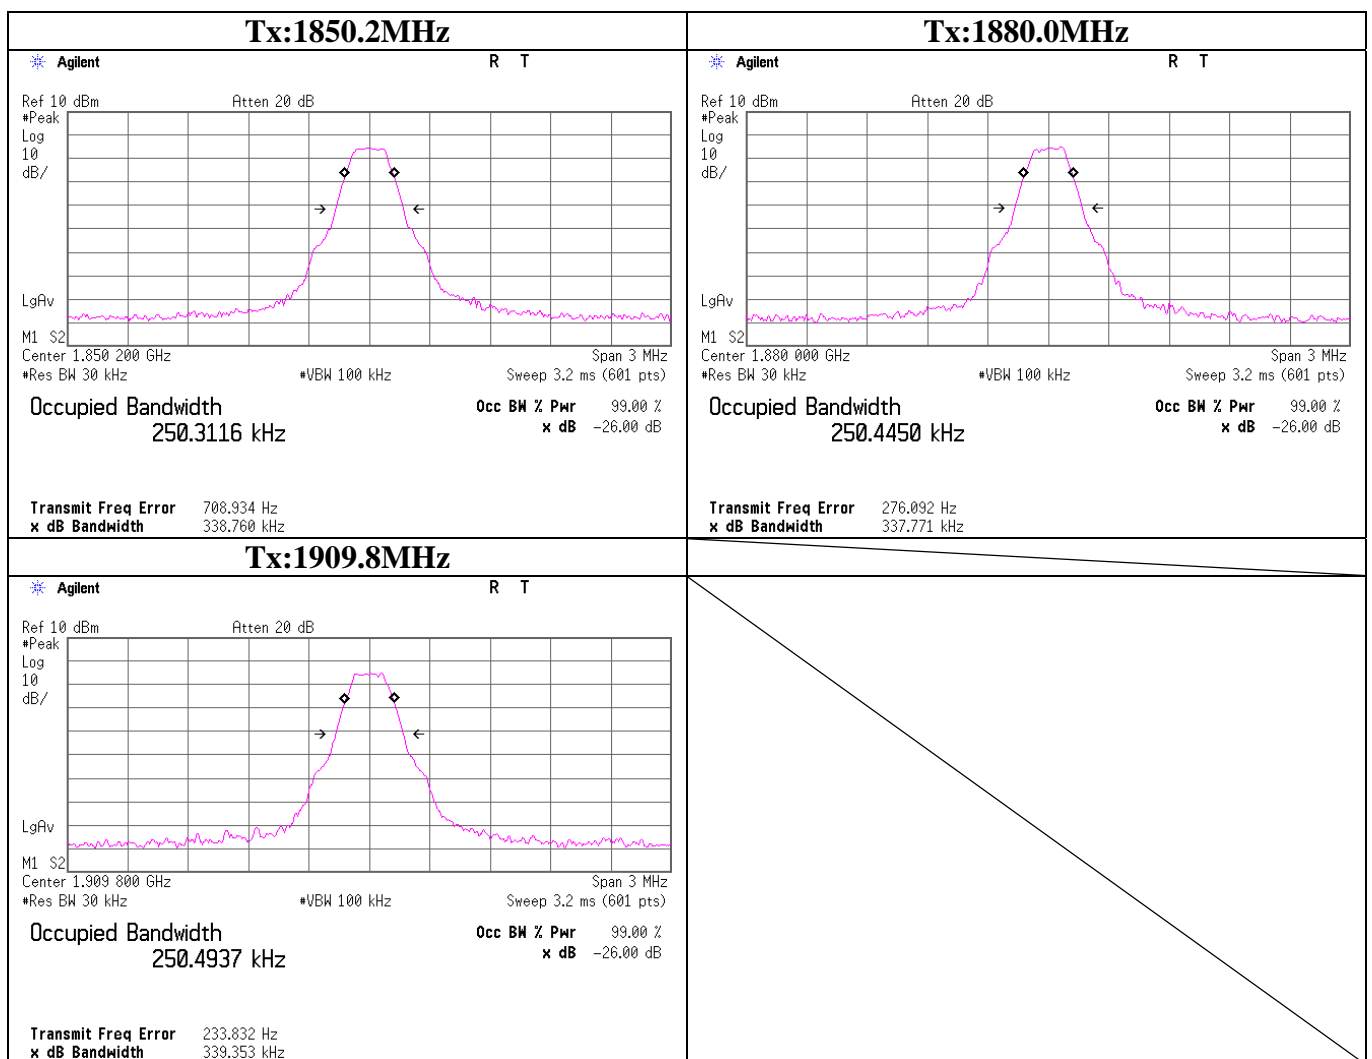 Tx:1850.2MHz
Agilent
R T
Ref 10 dBm
Atten 20 dB
#Peak
Log
10
dB/
LgAv
M1 S2
Center 1.850 200 GHz
Span 3 MHz
#Res BW 30 kHz
#VBW 100 kHz
Sweep 3.2 ms (601 pts)
Occupied Bandwidth
250.3116 kHz
Occ BW % Pwr 99.00 %
x dB -26.00 dB
Transmit Freq Error 708.934 Hz
x dB Bandwidth 338.760 kHz
Tx:1880.0MHz
Agilent
R T
Ref 10 dBm
Atten 20 dB
#Peak
Log
10
dB/
LgAv
M1 S2
Center 1.880 000 GHz
Span 3 MHz
#Res BW 30 kHz
#VBW 100 kHz
Sweep 3.2 ms (601 pts)
Occupied Bandwidth
250.4450 kHz
Occ BW % Pwr 99.00 %
x dB -26.00 dB
Transmit Freq Error 276.092 Hz
x dB Bandwidth 337.771 kHz
Tx:1909.8MHz
Agilent
R T
Ref 10 dBm
Atten 20 dB
#Peak
Log
10
dB/
LgAv
M1 S2
Center 1.909 800 GHz
Span 3 MHz
#Res BW 30 kHz
#VBW 100 kHz
Sweep 3.2 ms (601 pts)
Occupied Bandwidth
250.4937 kHz
Occ BW % Pwr 99.00 %
x dB -26.00 dB
Transmit Freq Error 233.832 Hz
x dB Bandwidth 339.353 kHz